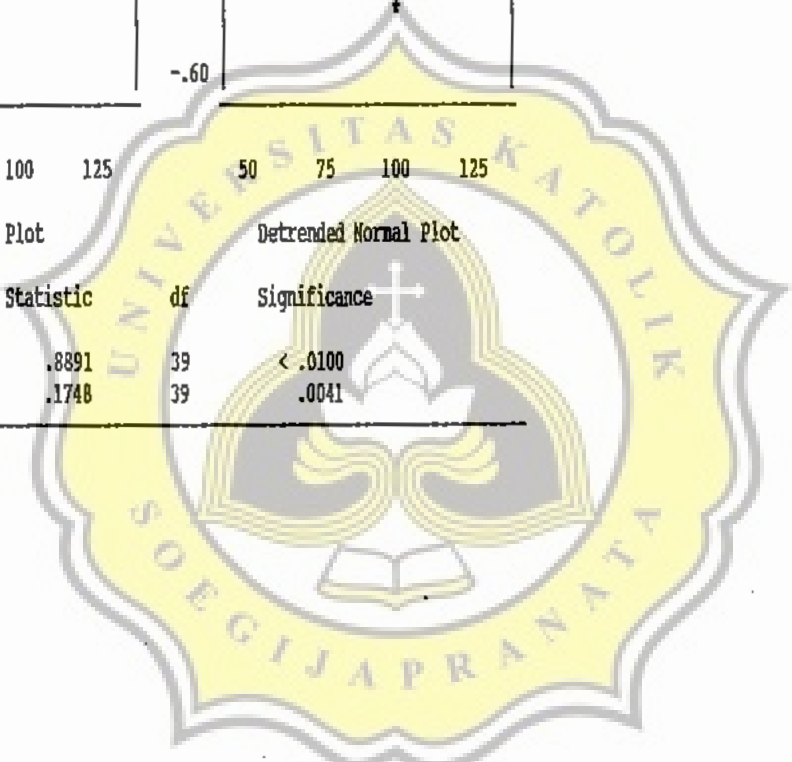 -.60
100 125 50 75 100 125
Plot Detrended Normal Plot
Statistic df Significance
.8891 39 < .0100
.1748 39 .0041
UNIVERSITAS KATOLIK
SOEGIJAPRANATA